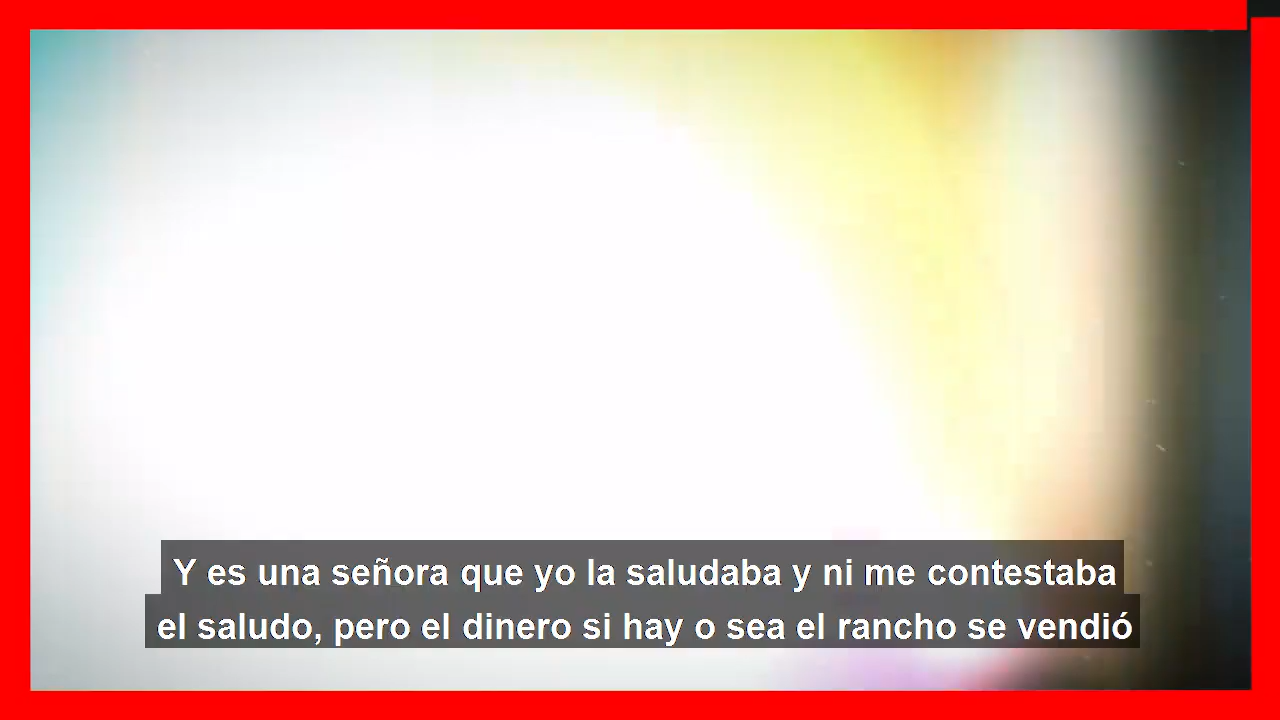 Y es una señora que yo la saludaba y ni me contestaba
el saludo, pero el dinero si hay o sea el rancho se vendió